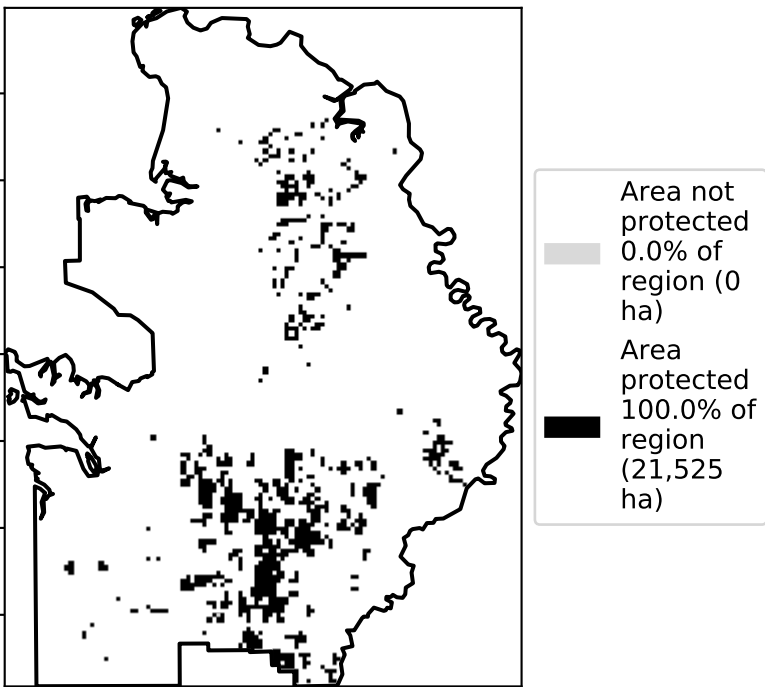 Area not
protected
0.0% of
region (0
ha)
Area
protected
100.0% of
region
(21,525
ha)